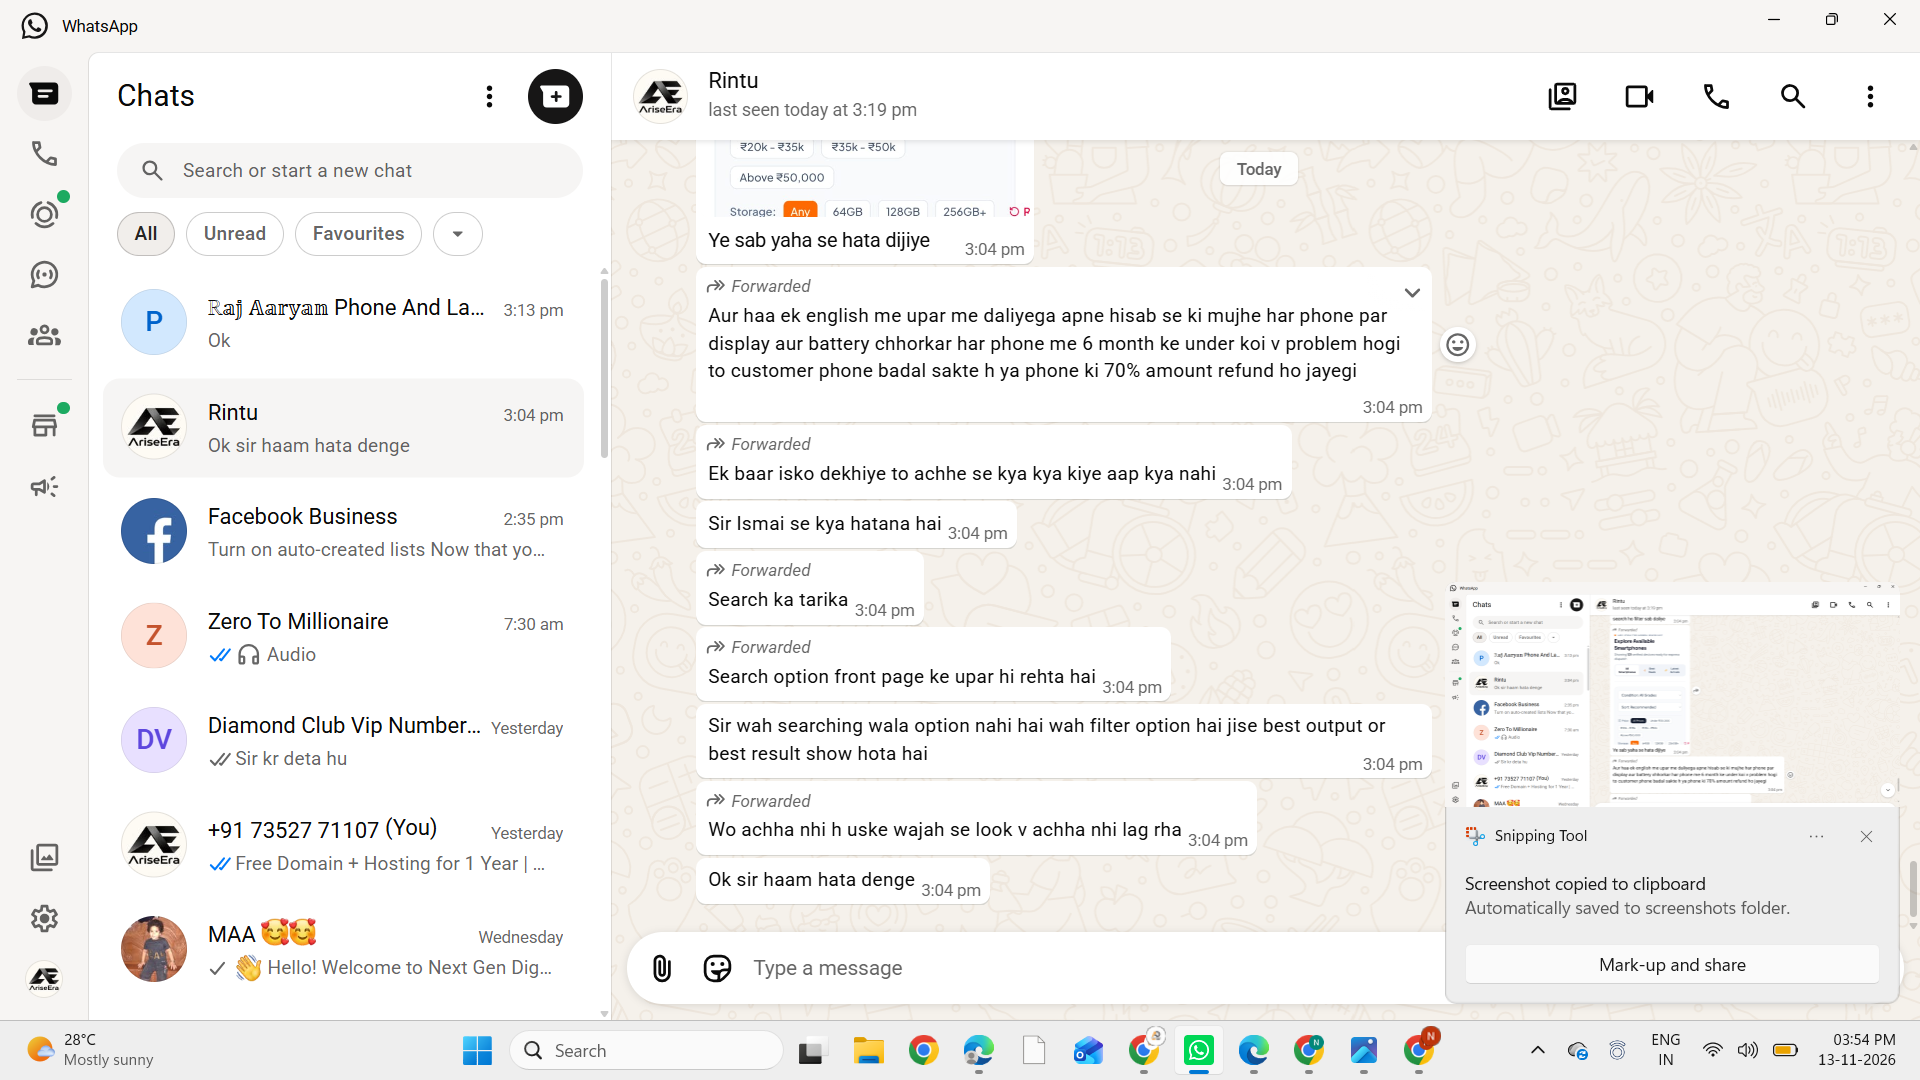 WhatsApp
Chats
Search or start a new chat
All
Unread
Favourites
P
ℝaj 𝔸aryan Phone And La...
3:13 pm
Ok
AriseEra
Rintu
3:04 pm
Ok sir haam hata denge
Facebook Business
2:35 pm
Turn on auto-created lists Now that yo...
Z
Zero To Millionaire
7:30 am
Audio
DV
Diamond Club Vip Number...
Yesterday
Sir kr deta hu
AriseEra
+91 73527 71107 (You)
Yesterday
Free Domain + Hosting for 1 Year | ...
MAA 🥰🥰
Wednesday
👋 Hello! Welcome to Next Gen Dig...
AriseEra
AriseEra
Rintu
last seen today at 3:19 pm
Today
₹20k - ₹35k
₹35k - ₹50k
Above ₹50,000
Storage:
Any
64GB
128GB
256GB+
R
Ye sab yaha se hata dijiye
3:04 pm
Forwarded
Aur haa ek english me upar me daliyega apne hisab se ki mujhe har phone par
display aur battery chhorkar har phone me 6 month ke under koi v problem hogi
to customer phone badal sakte h ya phone ki 70% amount refund ho jayegi
3:04 pm
Forwarded
Ek baar isko dekhiye to achhe se kya kya kiye aap kya nahi
3:04 pm
Sir Ismai se kya hatana hai
3:04 pm
Forwarded
Search ka tarika
3:04 pm
Forwarded
Search option front page ke upar hi rehta hai
3:04 pm
Sir wah searching wala option nahi hai wah filter option hai jise best output or
best result show hota hai
3:04 pm
Forwarded
Wo achha nhi h uske wajah se look v achha nhi lag rha
3:04 pm
Ok sir haam hata denge
3:04 pm
Type a message
Snipping Tool
Screenshot copied to clipboard
Automatically saved to screenshots folder.
Mark-up and share
28°C
Mostly sunny
Search
N
N
ENG
IN
03:54 PM
13-11-2026